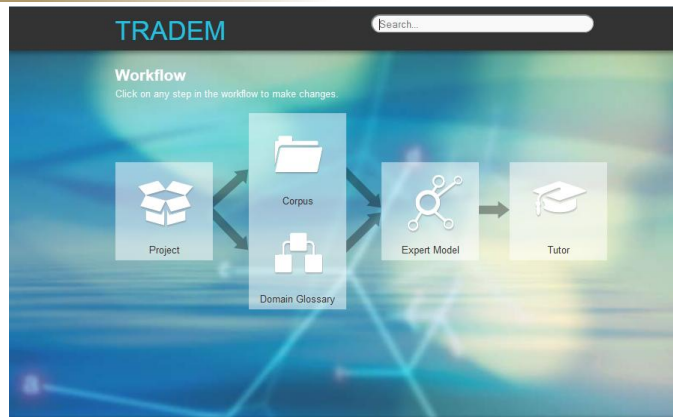 TRADEM
Search...
Workflow
Click on any step in the workflow to make changes.
Corpus
Project
Expert Model
Tutor
Domain Glossary